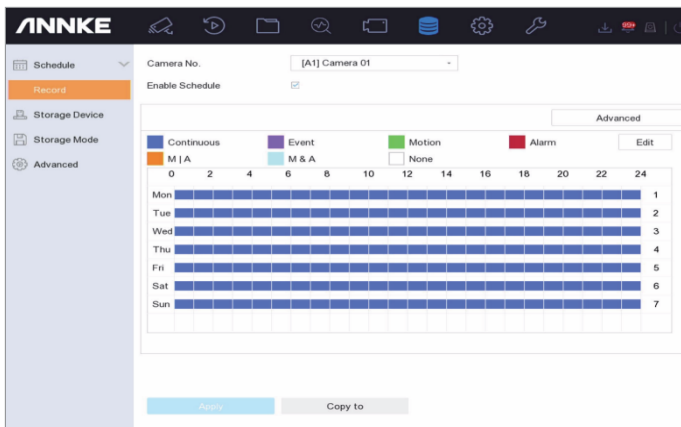 ANNKE
99+
Schedule
Record
Storage Device
Storage Mode
Advanced
Camera No. [A1] Camera 01
Enable Schedule
Advanced
Continuous Event Motion Alarm Edit
M | A M & A None
0 2 4 6 8 10 12 14 16 18 20 22 24
Mon 1
Tue 2
Wed 3
Thu 4
Fri 5
Sat 6
Sun 7
Apply Copy to